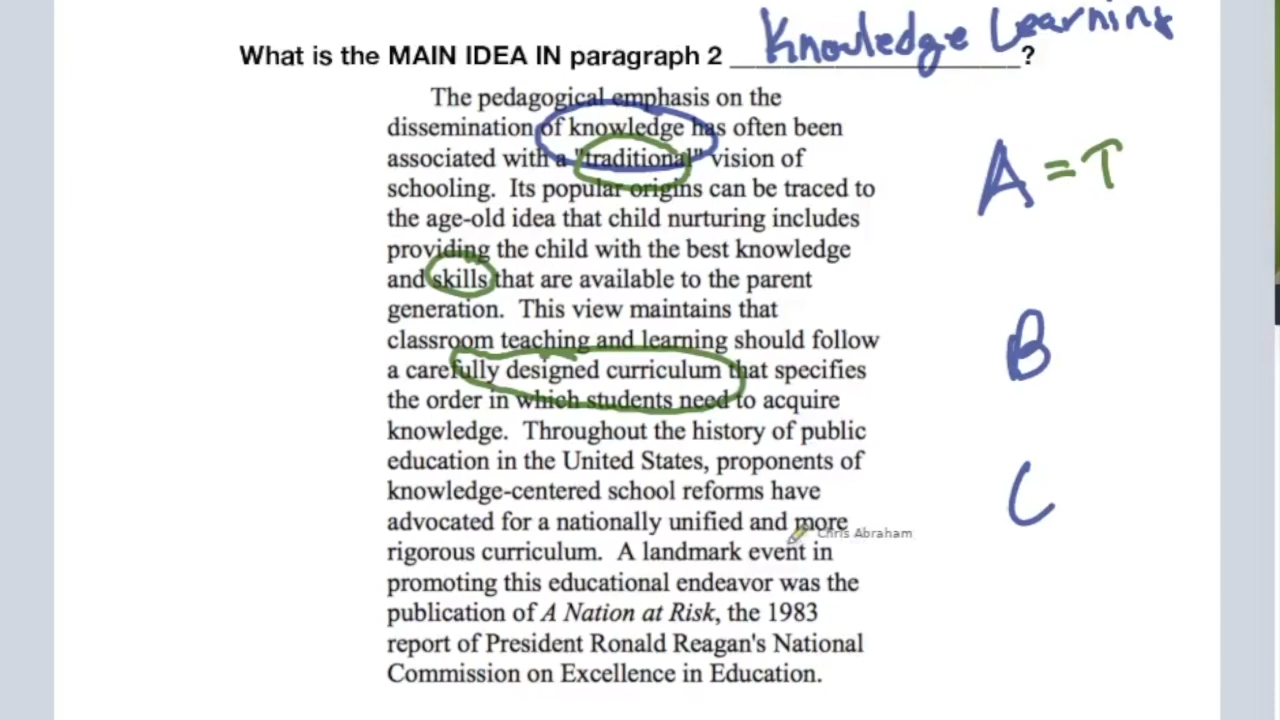 Knowledge Learning
What is the MAIN IDEA IN paragraph 2 ____________________?
The pedagogical emphasis on the
dissemination of knowledge has often been
associated with a "traditional" vision of
schooling. Its popular origins can be traced to
the age-old idea that child nurturing includes
providing the child with the best knowledge
and skills that are available to the parent
generation. This view maintains that
classroom teaching and learning should follow
a carefully designed curriculum that specifies
the order in which students need to acquire
knowledge. Throughout the history of public
education in the United States, proponents of
knowledge-centered school reforms have
advocated for a nationally unified and more
rigorous curriculum. A landmark event in
promoting this educational endeavor was the
publication of A Nation at Risk, the 1983
report of President Ronald Reagan's National
Commission on Excellence in Education.
Chris Abraham
A = T
B
C